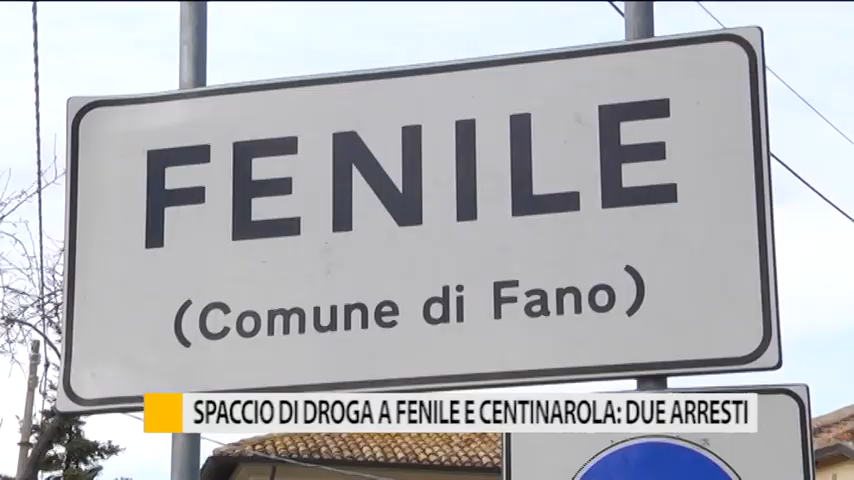 FENILE
(Comune di Fano)
SPACCIO DI DROGA A FENILE E CENTINAROLA: DUE ARRESTI